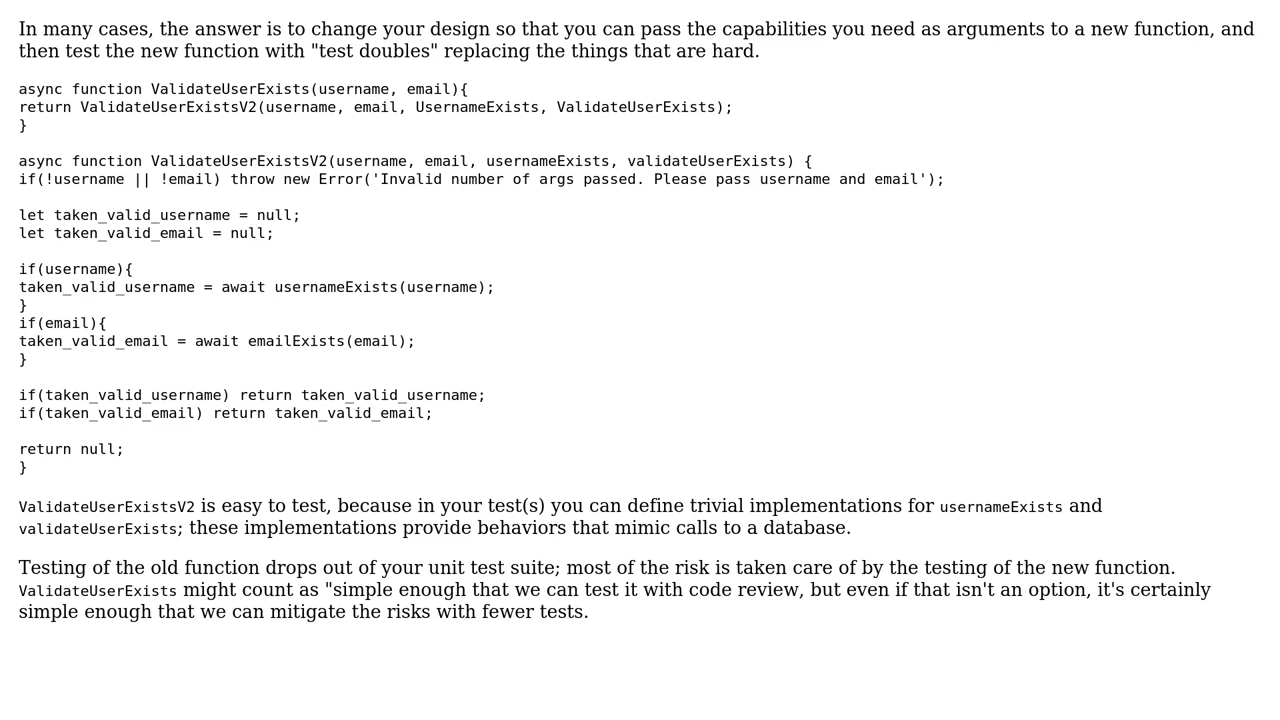 In many cases, the answer is to change your design so that you can pass the capabilities you need as arguments to a new function, and
then test the new function with "test doubles" replacing the things that are hard.
async function ValidateUserExists(username, email){
return ValidateUserExistsV2(username, email, UsernameExists, ValidateUserExists);
}
async function ValidateUserExistsV2(username, email, usernameExists, validateUserExists) {
if(!username || !email) throw new Error('Invalid number of args passed. Please pass username and email');
let taken_valid_username = null;
let taken_valid_email = null;
if(username){
taken_valid_username = await usernameExists(username);
}
if(email){
taken_valid_email = await emailExists(email);
}
if(taken_valid_username) return taken_valid_username;
if(taken_valid_email) return taken_valid_email;
return null;
}
ValidateUserExistsV2 is easy to test, because in your test(s) you can define trivial implementations for usernameExists and
validateUserExists; these implementations provide behaviors that mimic calls to a database.
Testing of the old function drops out of your unit test suite; most of the risk is taken care of by the testing of the new function.
ValidateUserExists might count as "simple enough that we can test it with code review, but even if that isn't an option, it's certainly
simple enough that we can mitigate the risks with fewer tests.